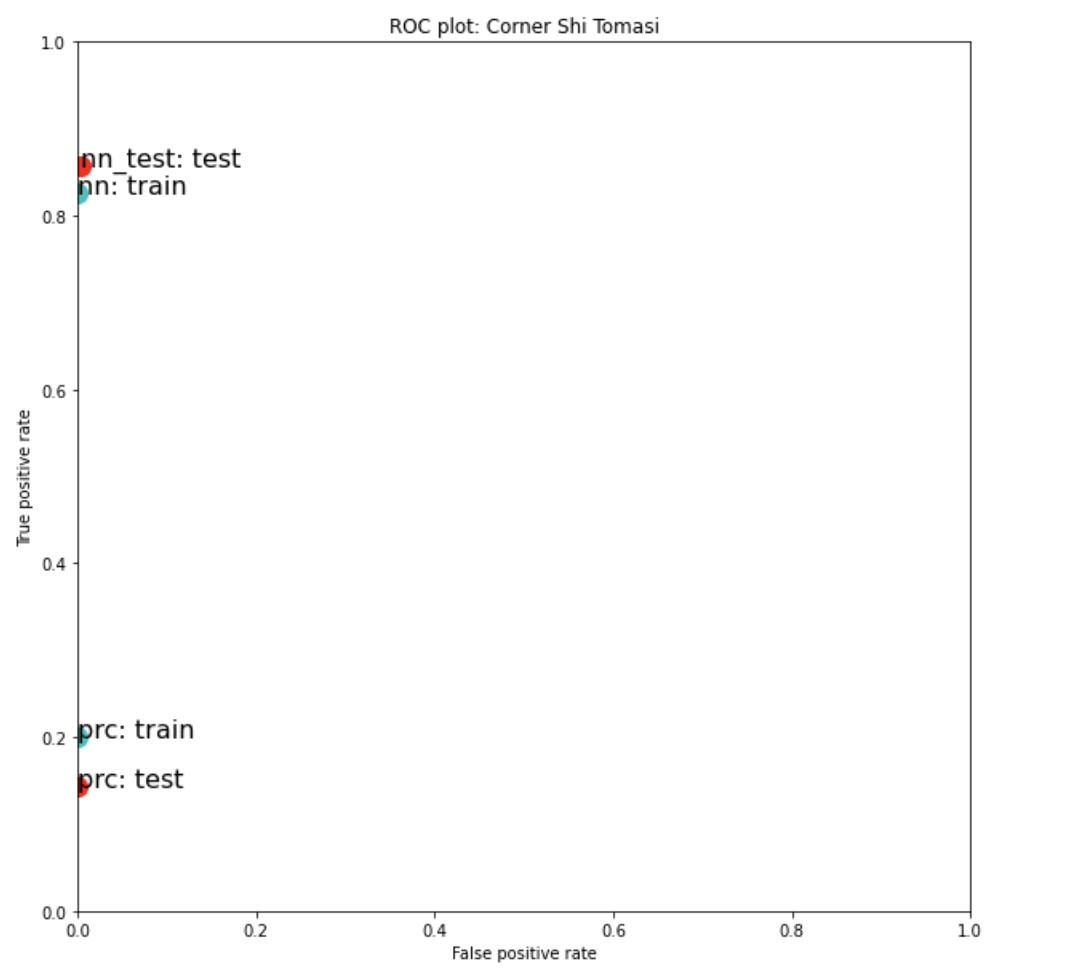 ROC plot: Corner Shi Tomasi
1.0
nn_test: test
nn: train
0.8
0.6
True positive rate
0.4
prc: train
0.2
prc: test
0.0
0.0 0.2 0.4 0.6 0.8 1.0
False positive rate